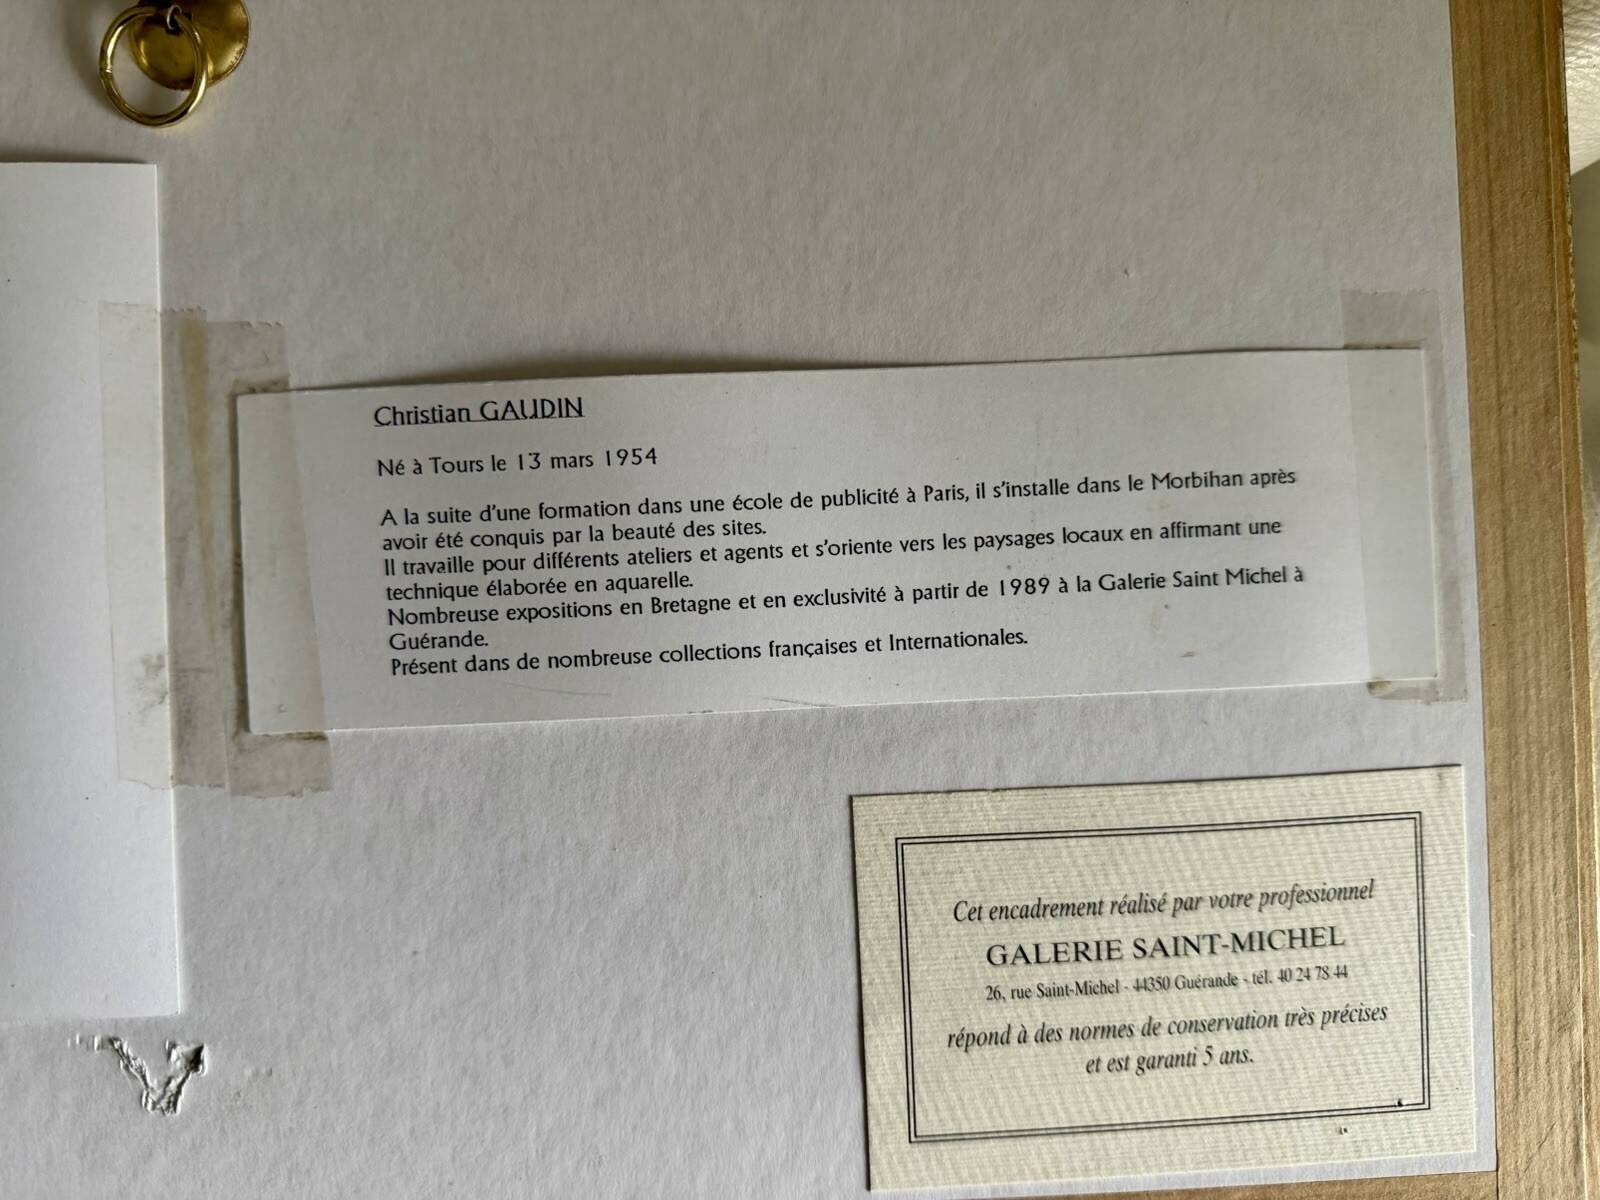 Christian GAUDIN
Né à Tours le 13 mars 1954
A la suite d'une formation dans une école de publicité à Paris, il s'installe dans le Morbihan après
avoir été conquis par la beauté des sites.
Il travaille pour différents ateliers et agents et s'oriente vers les paysages locaux en affirmant une
technique élaborée en aquarelle.
Nombreuse expositions en Bretagne et en exclusivité à partir de 1989 à la Galerie Saint Michel à
Guérande.
Présent dans de nombreuse collections françaises et Internationales.
Cet encadrement réalisé par votre professionnel
GALERIE SAINT-MICHEL
26, rue Saint-Michel - 44350 Guérande - tél. 40 24 78 44
répond à des normes de conservation très précises
et est garanti 5 ans.